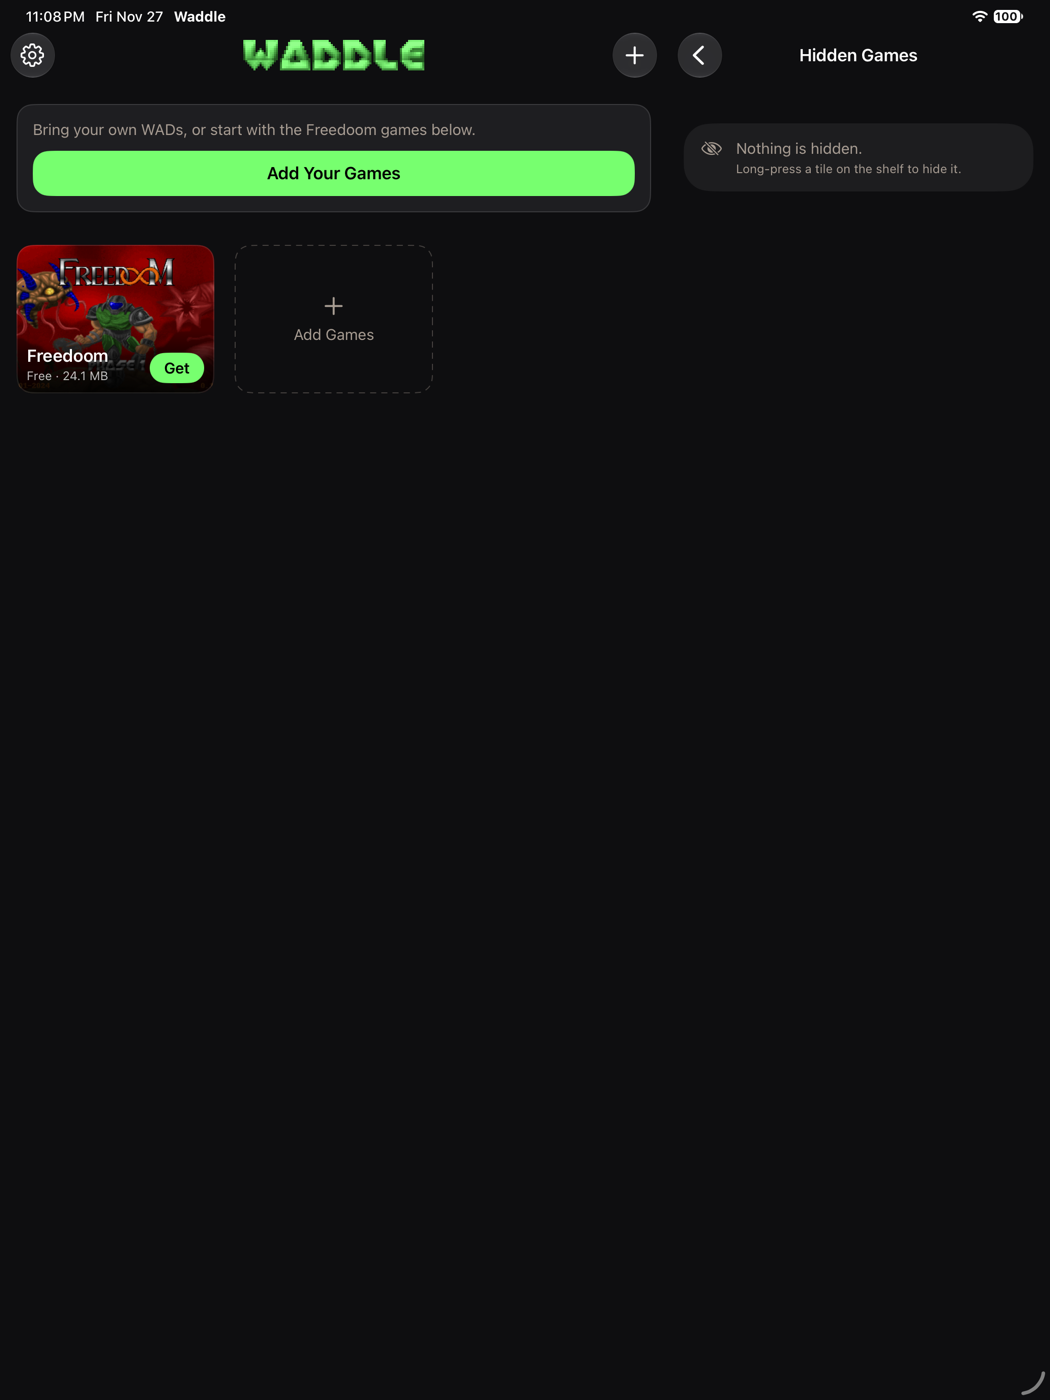 11:08 PM Fri Nov 27 Waddle
100
WADDLE
Hidden Games
Bring your own WADs, or start with the Freedoom games below.
Add Your Games
Nothing is hidden.
Long-press a tile on the shelf to hide it.
FREEDOOM
Freedoom
Free · 24.1 MB
Get
Add Games